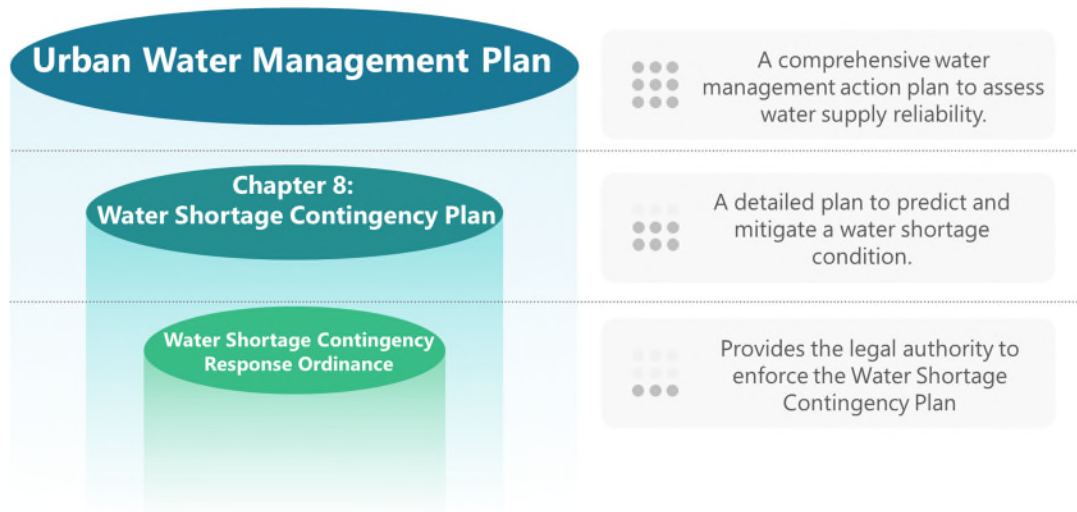 Urban Water Management Plan
A comprehensive water
management action plan to assess
water supply reliability.
Chapter 8:
Water Shortage Contingency Plan
A detailed plan to predict and
mitigate a water shortage
condition.
Water Shortage Contingency
Response Ordinance
Provides the legal authority to
enforce the Water Shortage
Contingency Plan